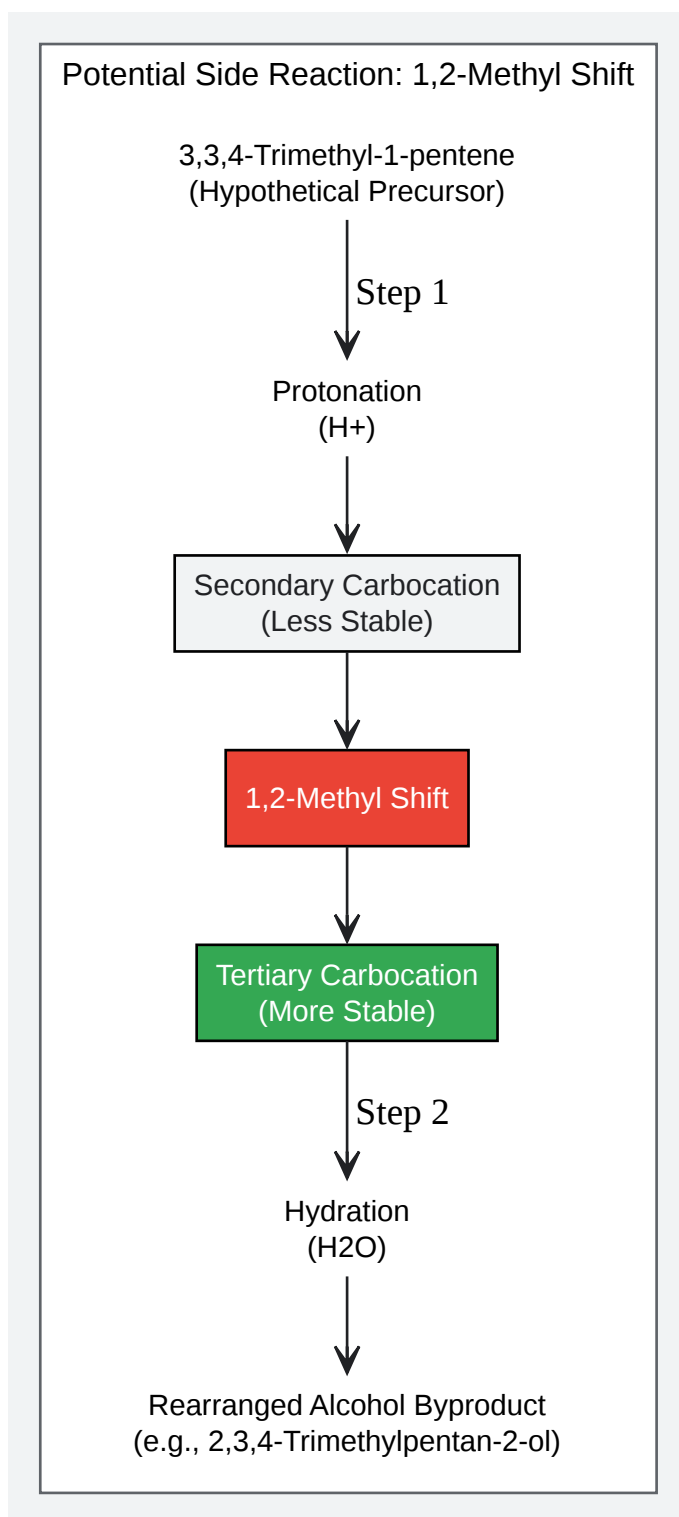 Potential Side Reaction: 1,2-Methyl Shift
3,3,4-Trimethyl-1-pentene
(Hypothetical Precursor)
Step 1
Protonation
(H+)
Secondary Carbocation
(Less Stable)
1,2-Methyl Shift
Tertiary Carbocation
(More Stable)
Step 2
Hydration
(H2O)
Rearranged Alcohol Byproduct
(e.g., 2,3,4-Trimethylpentan-2-ol)